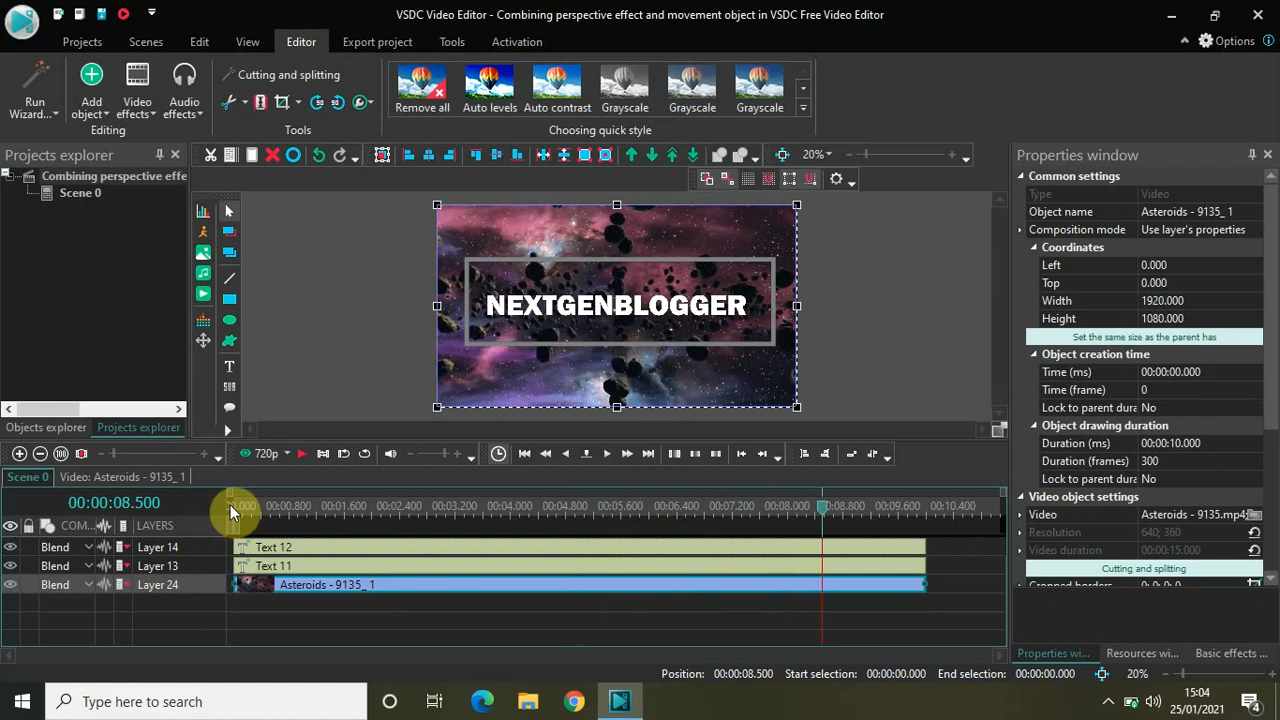 VSDC Video Editor - Combining perspective effect and movement object in VSDC Free Video Editor
Projects Scenes Edit View Editor Export project Tools Activation
Options
Run Wizard...
Add object
Video effects
Audio effects
Editing
Cutting and splitting
Tools
Remove all Auto levels Auto contrast Grayscale Grayscale Grayscale
Choosing quick style
Projects explorer
20%
Properties window
Combining perspective effe
Scene 0
Common settings
Type Video
Object name Asteroids - 9135_ 1
Composition mode Use layer's properties
Coordinates
Left 0.000
Top 0.000
Width 1920.000
Height 1080.000
Set the same size as the parent has
Object creation time
Time (ms) 00:00:00.000
Time (frame) 0
Lock to parent dura No
Object drawing duration
Duration (ms) 00:00:10.000
Duration (frames) 300
Lock to parent dura No
Video object settings
Video Asteroids - 9135.mp4;
Resolution 640; 360
Video duration 00:00:15.000
Cutting and splitting
Cropped borders 0; 0; 0; 0
NEXTGENBLOGGER
T
SUB
Objects explorer Projects explorer
720p
Scene 0 Video: Asteroids - 9135_ 1
00:00:08.500
00:00.800 00:01.600 00:02.400 00:03.200 00:04.000 00:04.800 00:05.600 00:06.400 00:07.200 00:08.000 00:08.800 00:09.600 00:10.400
COM... LAYERS
Blend Layer 14 Text 12
Blend Layer 13 Text 11
Blend Layer 24 Asteroids - 9135_ 1
Properties wi... Resources wi... Basic effects ...
Position: 00:00:08.500 Start selection: 00:00:00.000 End selection: 00:00:00.000 20%
Type here to search
15:04
25/01/2021
4